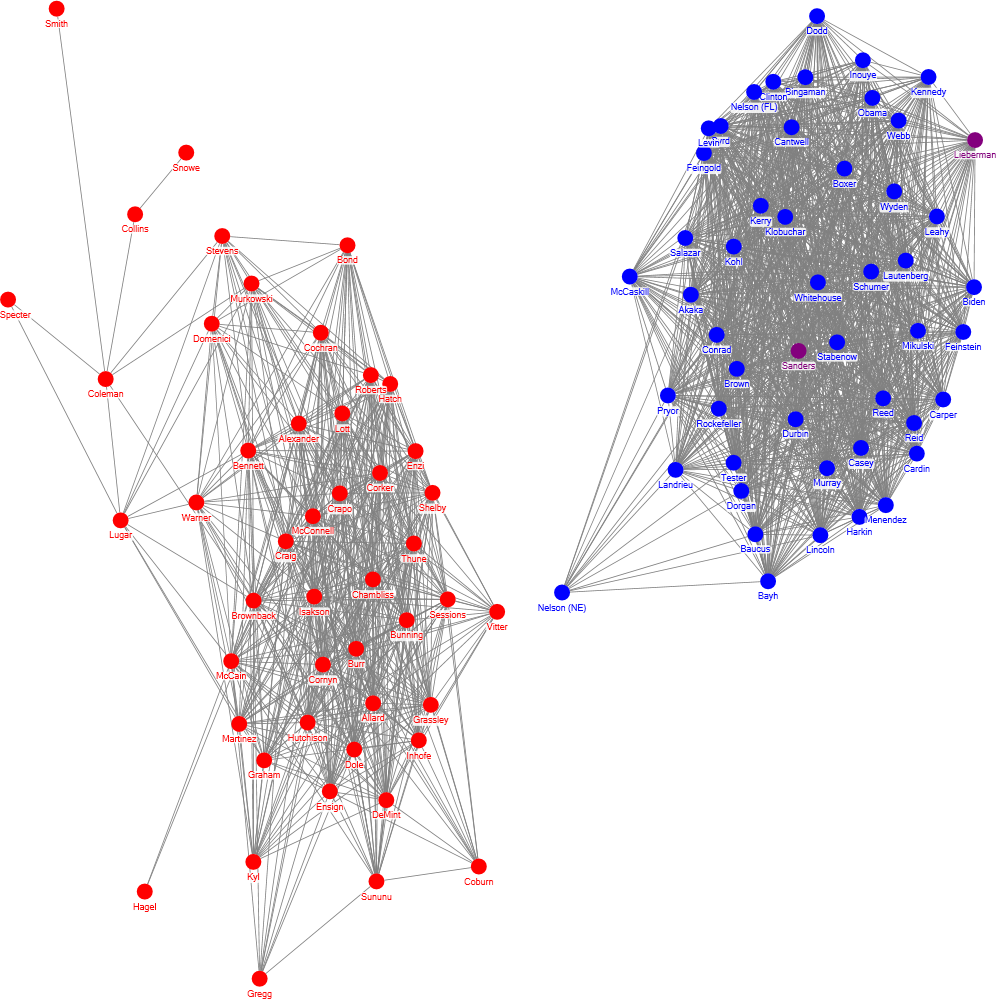 Smith
Dodd
Inouye
Kennedy
Clinton
Bingaman
Nelson (FL)
Obama
Webb
Levin
Byrd
Cantwell
Lieberman
Snowe
Feingold
Boxer
Wyden
Collins
Kerry
Klobuchar
Leahy
Stevens
Bond
Salazar
Kohl
Lautenberg
Schumer
Murkowski
McCaskill
Whitehouse
Biden
Akaka
Specter
Domenici
Cochran
Conrad
Stabenow
Mikulski
Feinstein
Sanders
Coleman
Roberts
Hatch
Brown
Pryor
Rockefeller
Reed
Carper
Lott
Alexander
Durbin
Reid
Bennett
Enzi
Casey
Cardin
Corker
Landrieu
Tester
Murray
Warner
Crapo
Shelby
Dorgan
Lugar
McConnell
Menendez
Harkin
Craig
Thune
Baucus
Lincoln
Chambliss
Bayh
Nelson (NE)
Brownback
Isakson
Sessions
Vitter
Bunning
McCain
Cornyn
Burr
Martinez
Hutchison
Allard
Grassley
Graham
Dole
Inhofe
Ensign
DeMint
Kyl
Coburn
Hagel
Sununu
Gregg